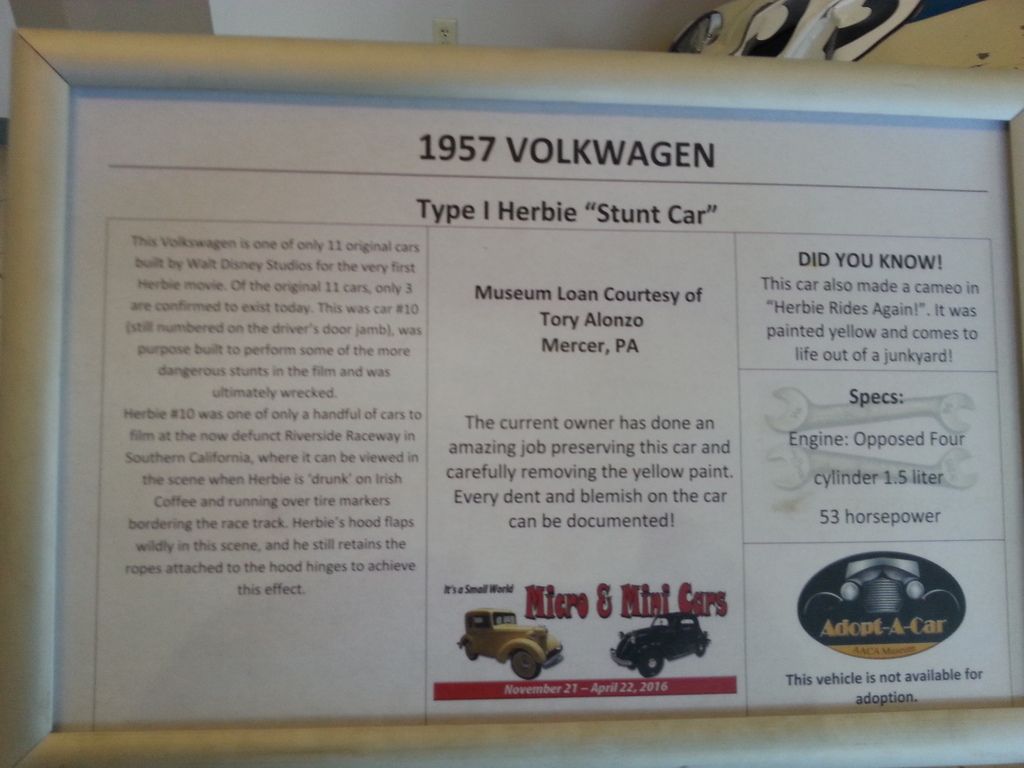 1957 VOLKWAGEN
Type I Herbie “Stunt Car”
This Volkswagen is one of only 11 original cars
built by Walt Disney Studios for the very first
Herbie movie. Of the original 11 cars, only 3
are confirmed to exist today. This was car #10
(still numbered on the driver's door jamb), was
purpose built to perform some of the more
dangerous stunts in the film and was
ultimately wrecked.
Herbie #10 was one of only a handful of cars to
film at the now defunct Riverside Raceway in
Southern California, where it can be viewed in
the scene when Herbie is 'drunk' on Irish
Coffee and running over tire markers
bordering the race track. Herbie's hood flaps
wildly in this scene, and he still retains the
ropes attached to the hood hinges to achieve
this effect.
Museum Loan Courtesy of
Tory Alonzo
Mercer, PA
The current owner has done an
amazing job preserving this car and
carefully removing the yellow paint.
Every dent and blemish on the car
can be documented!
It's a Small World
Micro & Mini Cars
November 21 – April 22, 2016
DID YOU KNOW!
This car also made a cameo in
“Herbie Rides Again!”. It was
painted yellow and comes to
life out of a junkyard!
Specs:
Engine: Opposed Four
cylinder 1.5 liter
53 horsepower
Adopt-A-Car
AACA Museum
This vehicle is not available for
adoption.